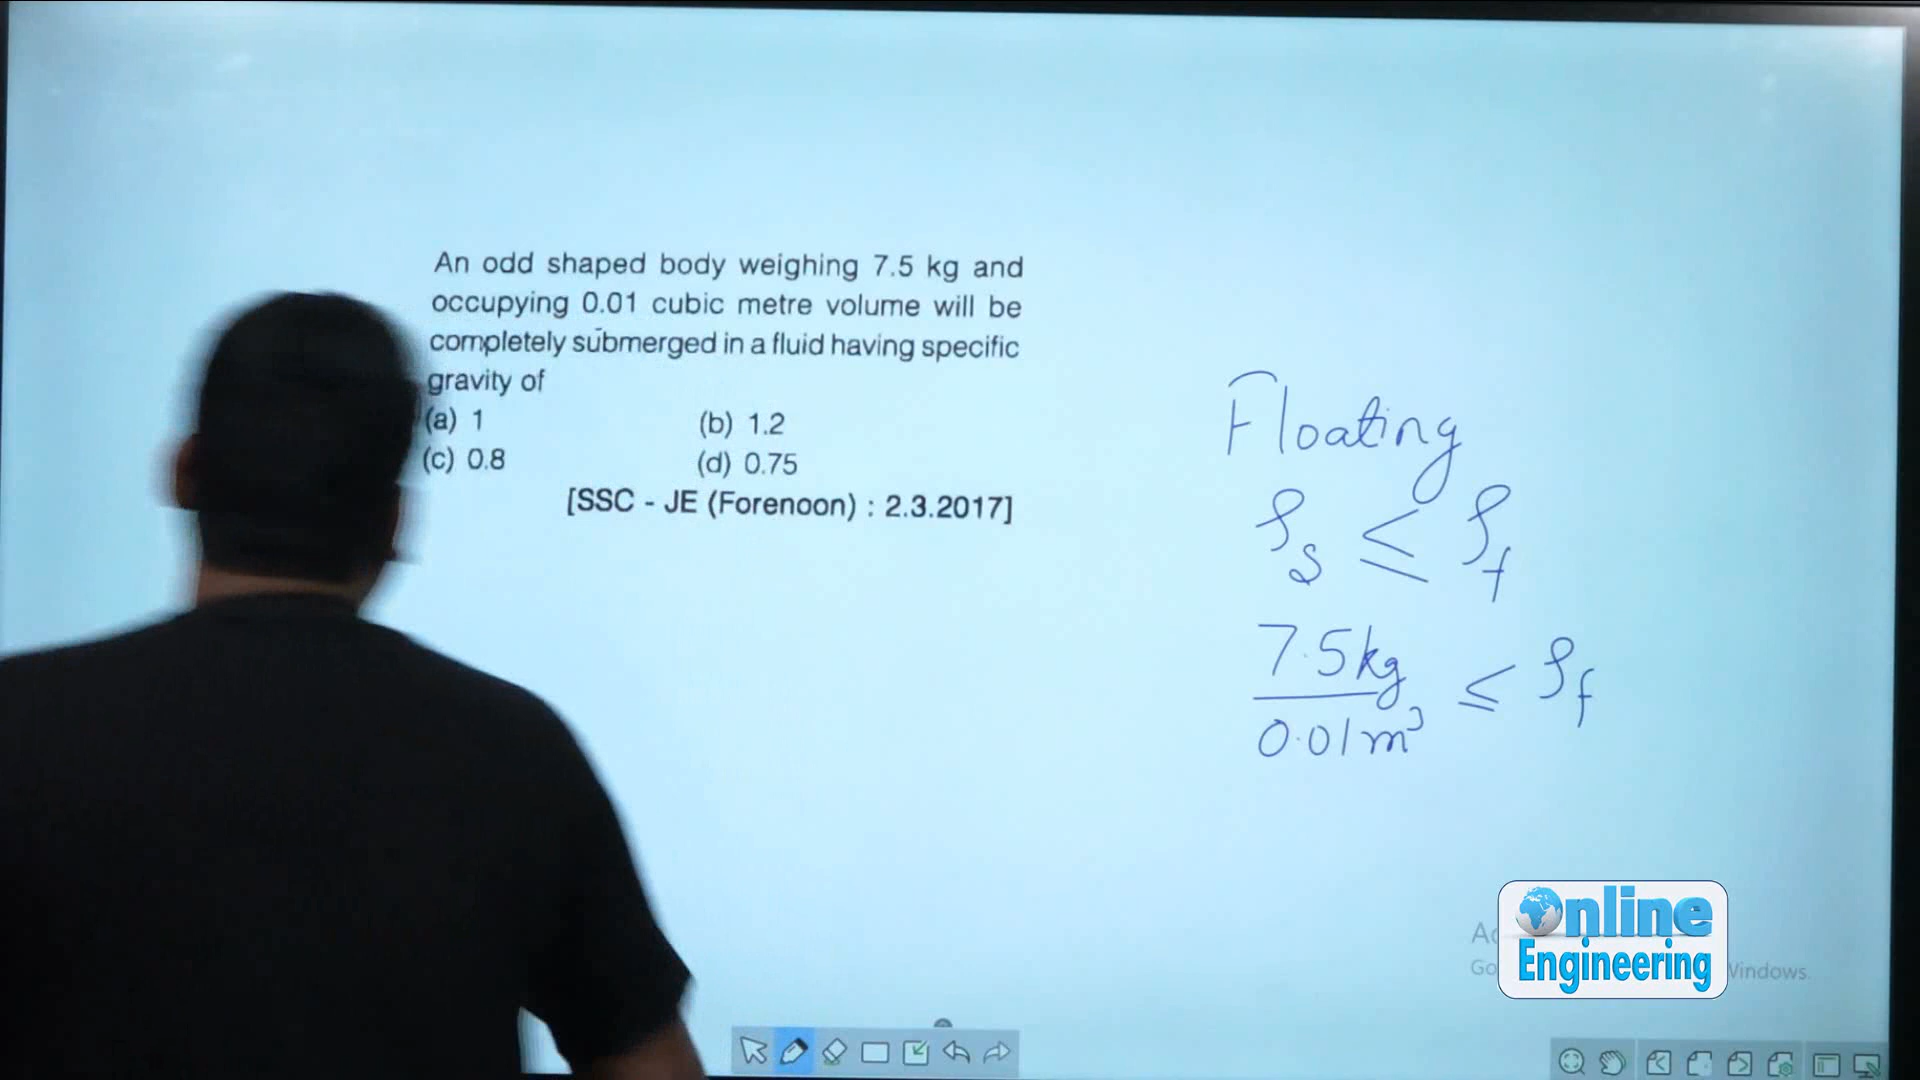 An odd shaped body weighing 7.5 kg and
occupying 0.01 cubic metre volume will be
completely submerged in a fluid having specific
gravity of
(a) 1 (b) 1.2
(c) 0.8 (d) 0.75
[SSC - JE (Forenoon) : 2.3.2017]
Floating
ρs ≤ ρf
7.5kg
0.01m³ ≤ ρf
Online
Engineering
Windows.